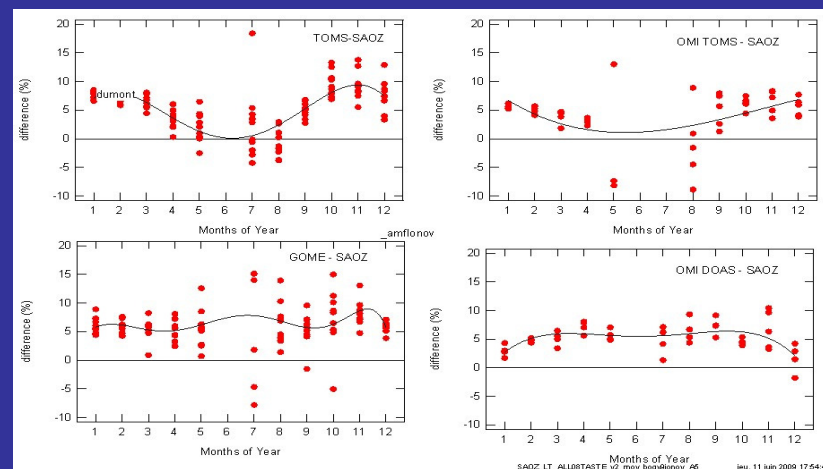 TOMS-SAOZ
difference (%)
20
15
10
5
0
-5
-10
dumont
1 2 3 4 5 6 7 8 9 10 11 12
Months of Year
OMI TOMS - SAOZ
difference (%)
20
15
10
5
0
-5
-10
1 2 3 4 5 6 7 8 9 10 11 12
Months of Year
_amflonov
GOME - SAOZ
difference (%)
20
15
10
5
0
-5
-10
1 2 3 4 5 6 7 8 9 10 11 12
Months of Year
OMI DOAS - SAOZ
difference (%)
20
15
10
5
0
-5
-10
1 2 3 4 5 6 7 8 9 10 11 12
Months of Year
jeu. 11 juin 2009 17:54: